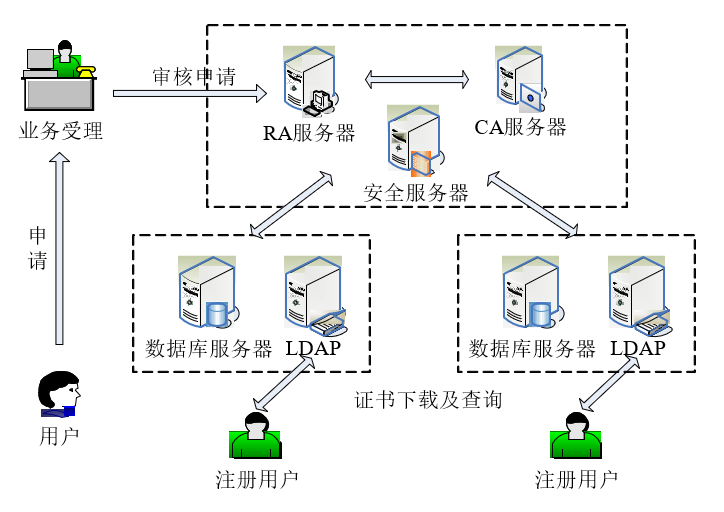 审核申请
业务受理
RA服务器
CA服务器
安全服务器
申
请
数据库服务器
LDAP
数据库服务器
LDAP
证书下载及查询
用户
注册用户
注册用户